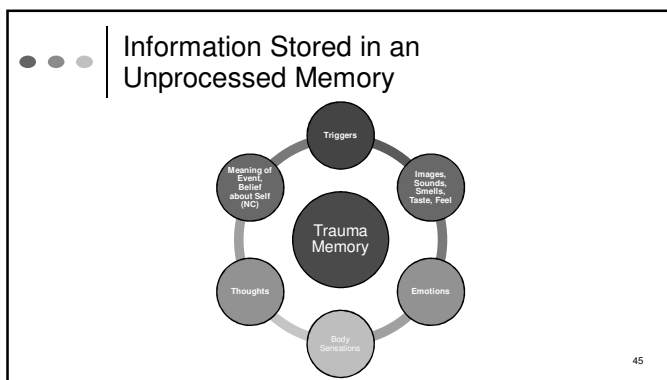 Information Stored in an
Unprocessed Memory
Triggers
Images,
Sounds,
Smells,
Taste, Feel
Emotions
Body
Sensations
Thoughts
Meaning of
Event,
Belief
about Self
(NC)
Trauma
Memory
45